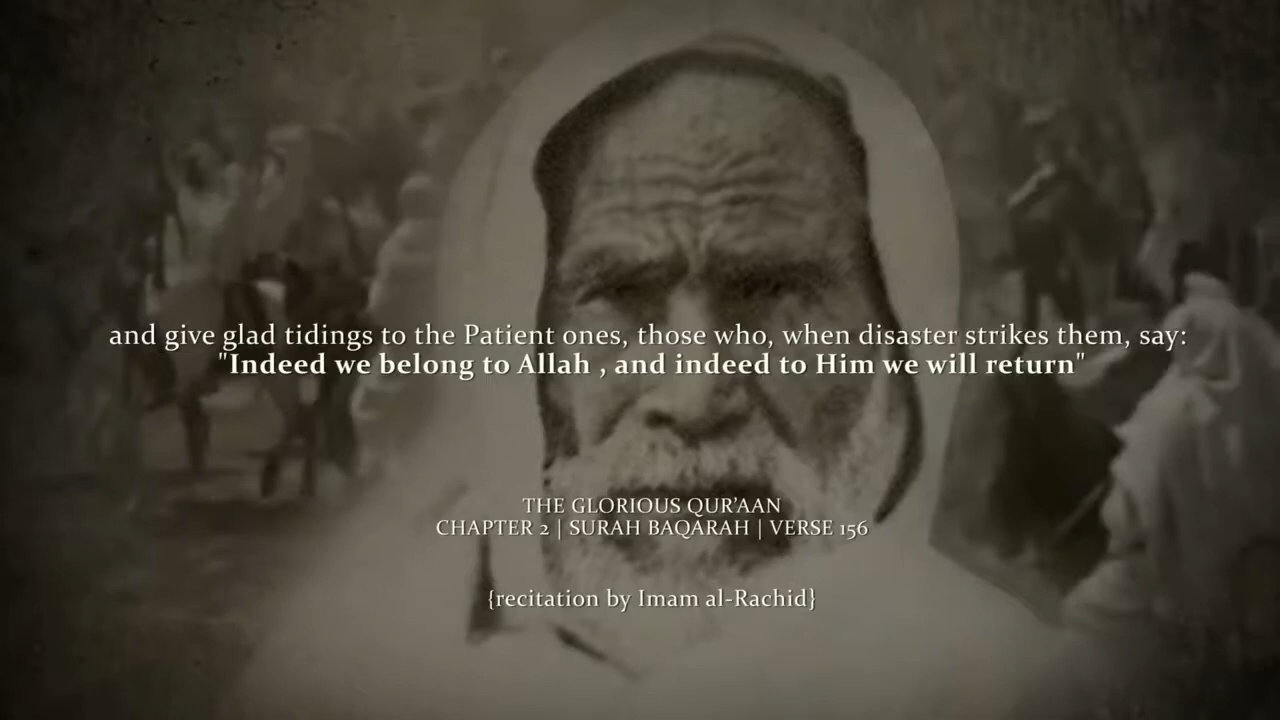 and give glad tidings to the Patient ones, those who, when disaster strikes them, say:
"Indeed we belong to Allah , and indeed to Him we will return"
THE GLORIOUS QUR’AAN
CHAPTER 2 | SURAH BAQARAH | VERSE 156
{recitation by Imam al-Rachid}